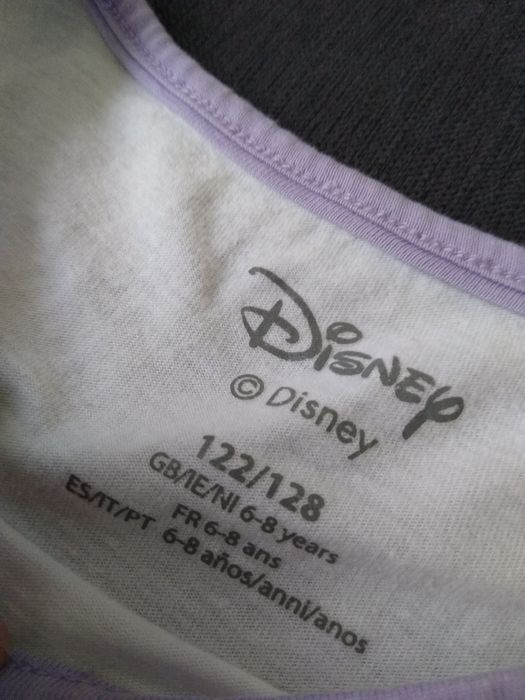 Disney
© Disney
122/128
GB/IE/NI 6-8 years
FR 6-8 ans
ES/IT/PT 6-8 años/anni/anos